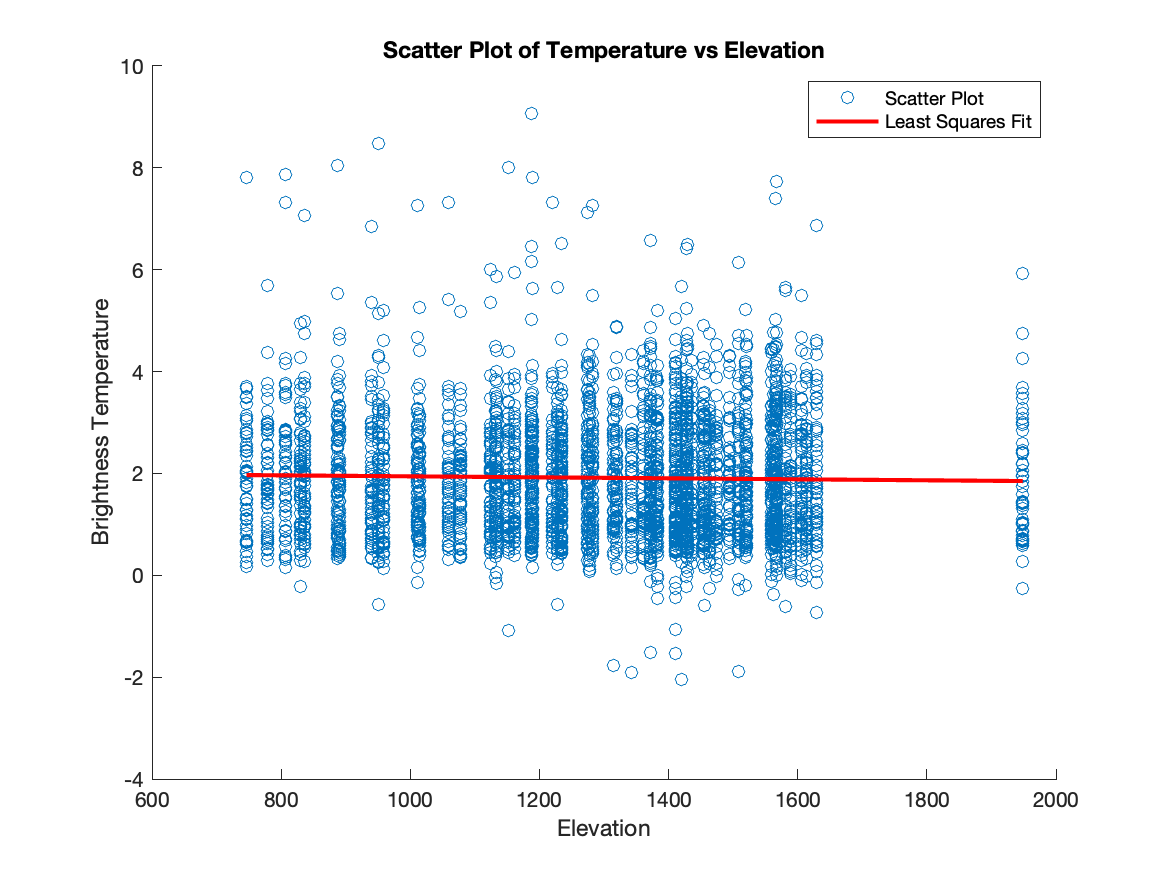 Scatter Plot of Temperature vs Elevation
10
8
6
4
2
0
-2
-4
Brightness Temperature
Scatter Plot
Least Squares Fit
600 800 1000 1200 1400 1600 1800 2000
Elevation